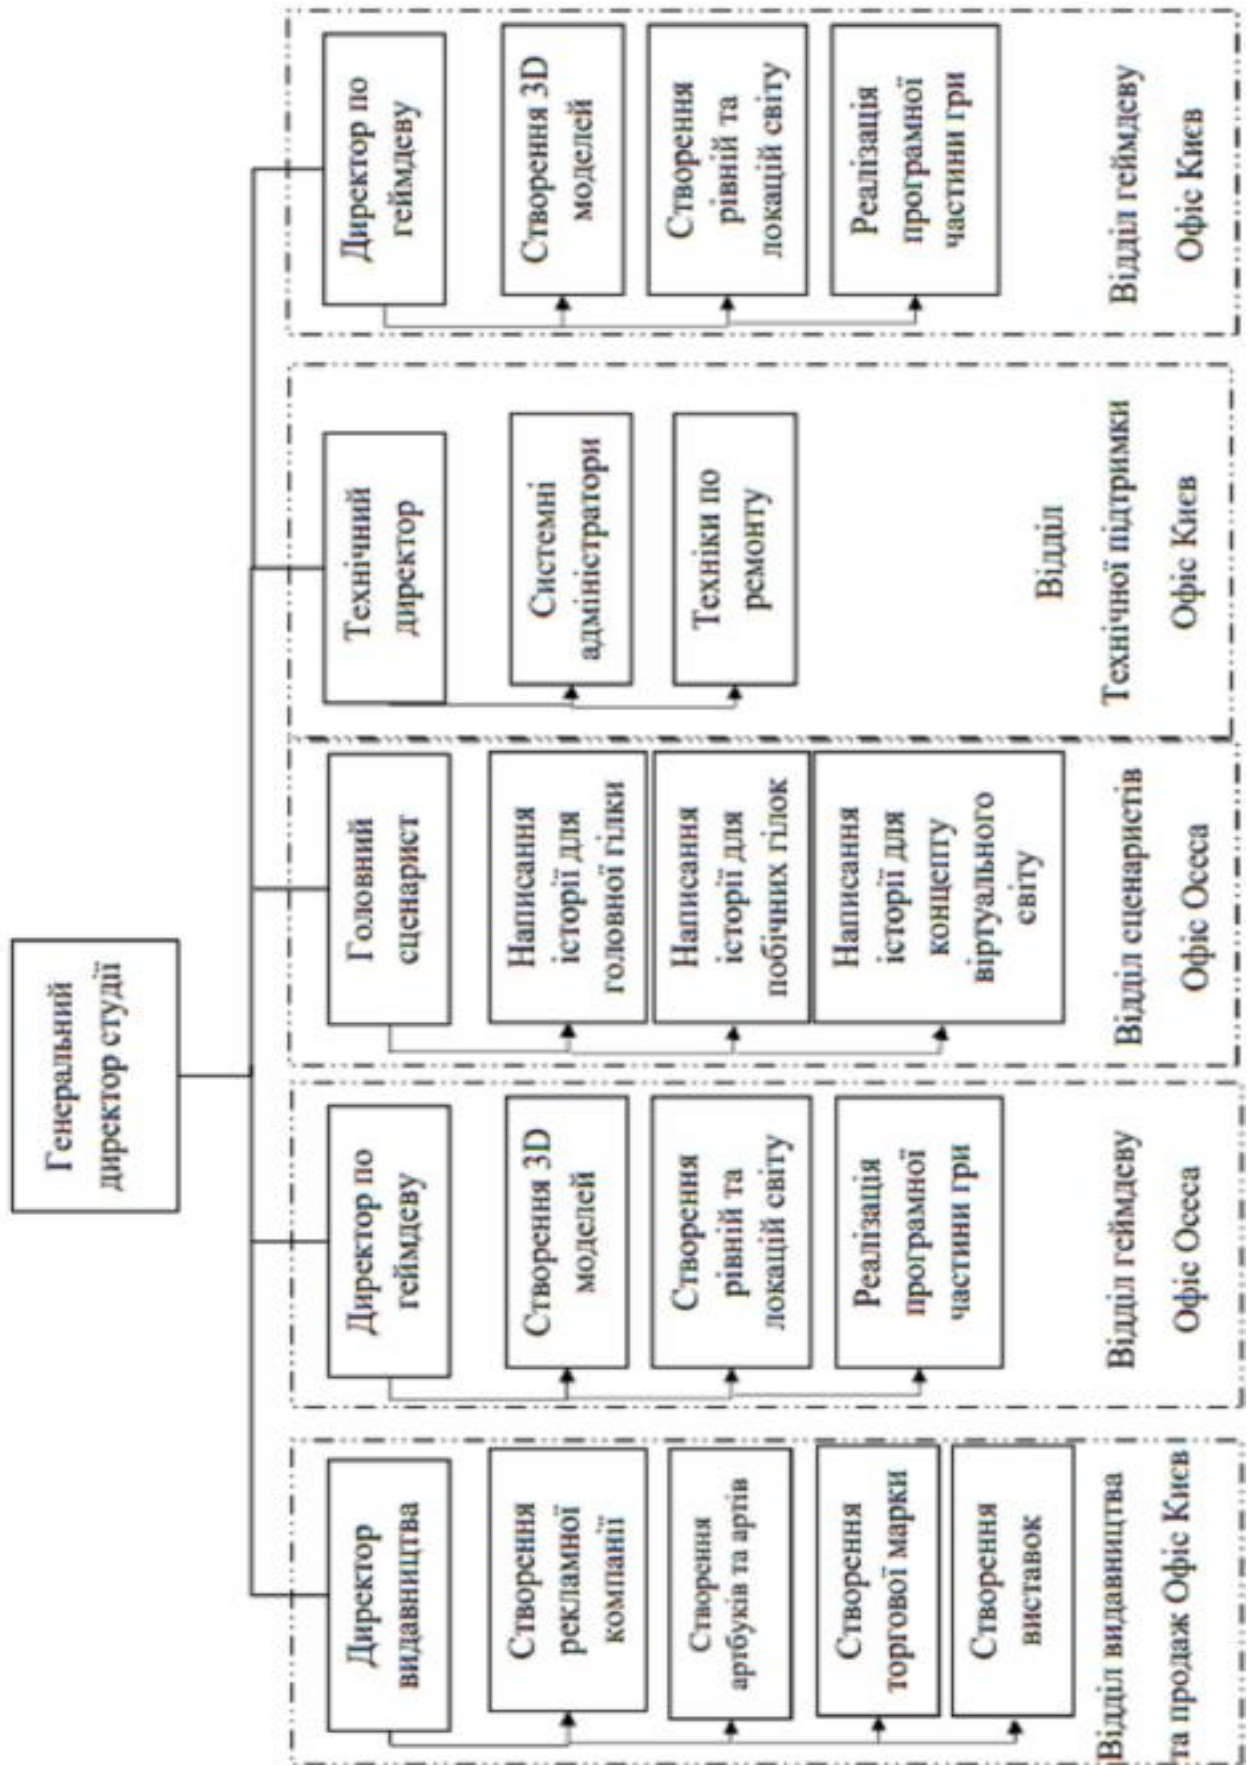 Генеральний
директор студії
Директор
видавництва
Створення
рекламної
компанії
Створення
артбуків та артів
Створення
торгової марки
Створення
виставок
Відділ видавництва
та продаж Офіс Києв
Директор по
геймдеву
Створення 3D
моделей
Створення
рівній та
локацій світу
Реалізація
програмної
частини гри
Відділ геймдеву
Офіс Осеса
Головний
сценарист
Написання
історії для
головної гілки
Написання
історії для
побічних гілок
Написання
історії для
концепту
віртуального
світу
Відділ сценаристів
Офіс Осеса
Технічний
директор
Системні
адміністратори
Техніки по
ремонту
Відділ
Технічної підтримки
Офіс Києв
Директор по
геймдеву
Створення 3D
моделей
Створення
рівній та
локацій світу
Реалізація
програмної
частини гри
Відділ геймдеву
Офіс Києв